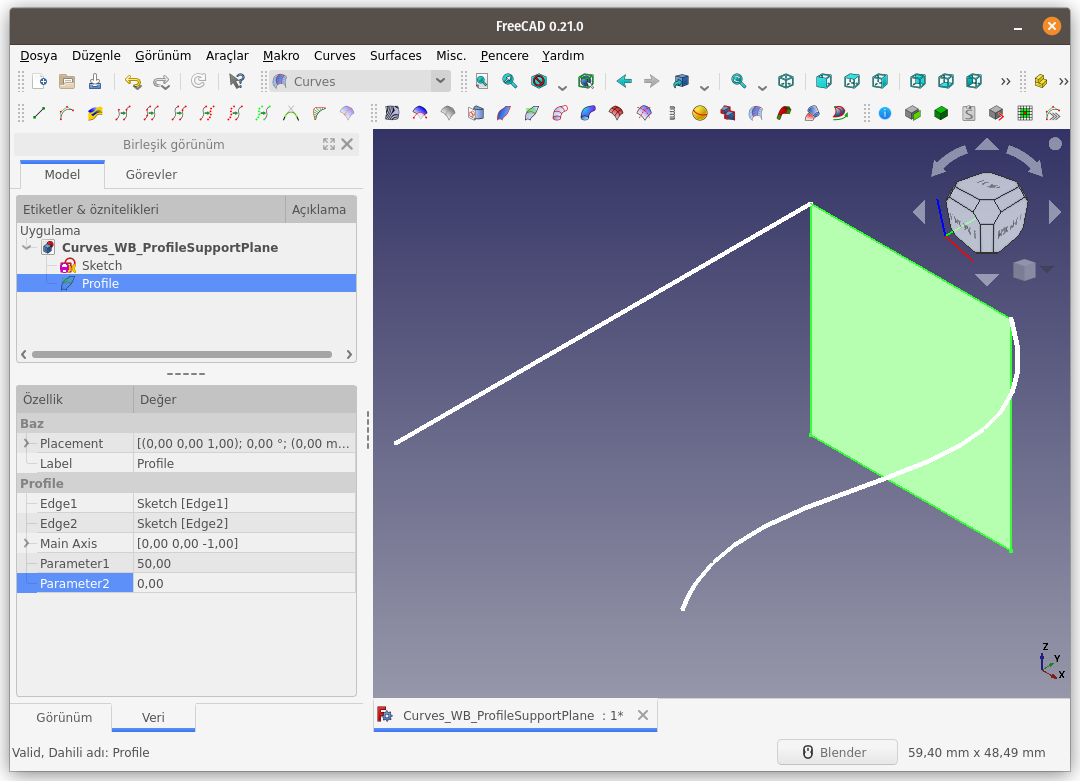 FreeCAD 0.21.0
Dosya Düzenle Görünüm Araçlar Makro Curves Surfaces Misc. Pencere Yardım
Curves
Birleşik görünüm
Model Görevler
Etiketler & öznitelikleri Açıklama
Uygulama
Curves_WB_ProfileSupportPlane
Sketch
Profile
Özellik Değer
Baz
Placement [(0,00 0,00 1,00); 0,00 °; (0,00 m...
Label Profile
Profile
Edge1 Sketch [Edge1]
Edge2 Sketch [Edge2]
Main Axis [0,00 0,00 -1,00]
Parameter1 50,00
Parameter2 0,00
Z
Y
X
Görünüm Veri
Curves_WB_ProfileSupportPlane : 1*
Valid, Dahili adı: Profile
Blender 59,40 mm x 48,49 mm